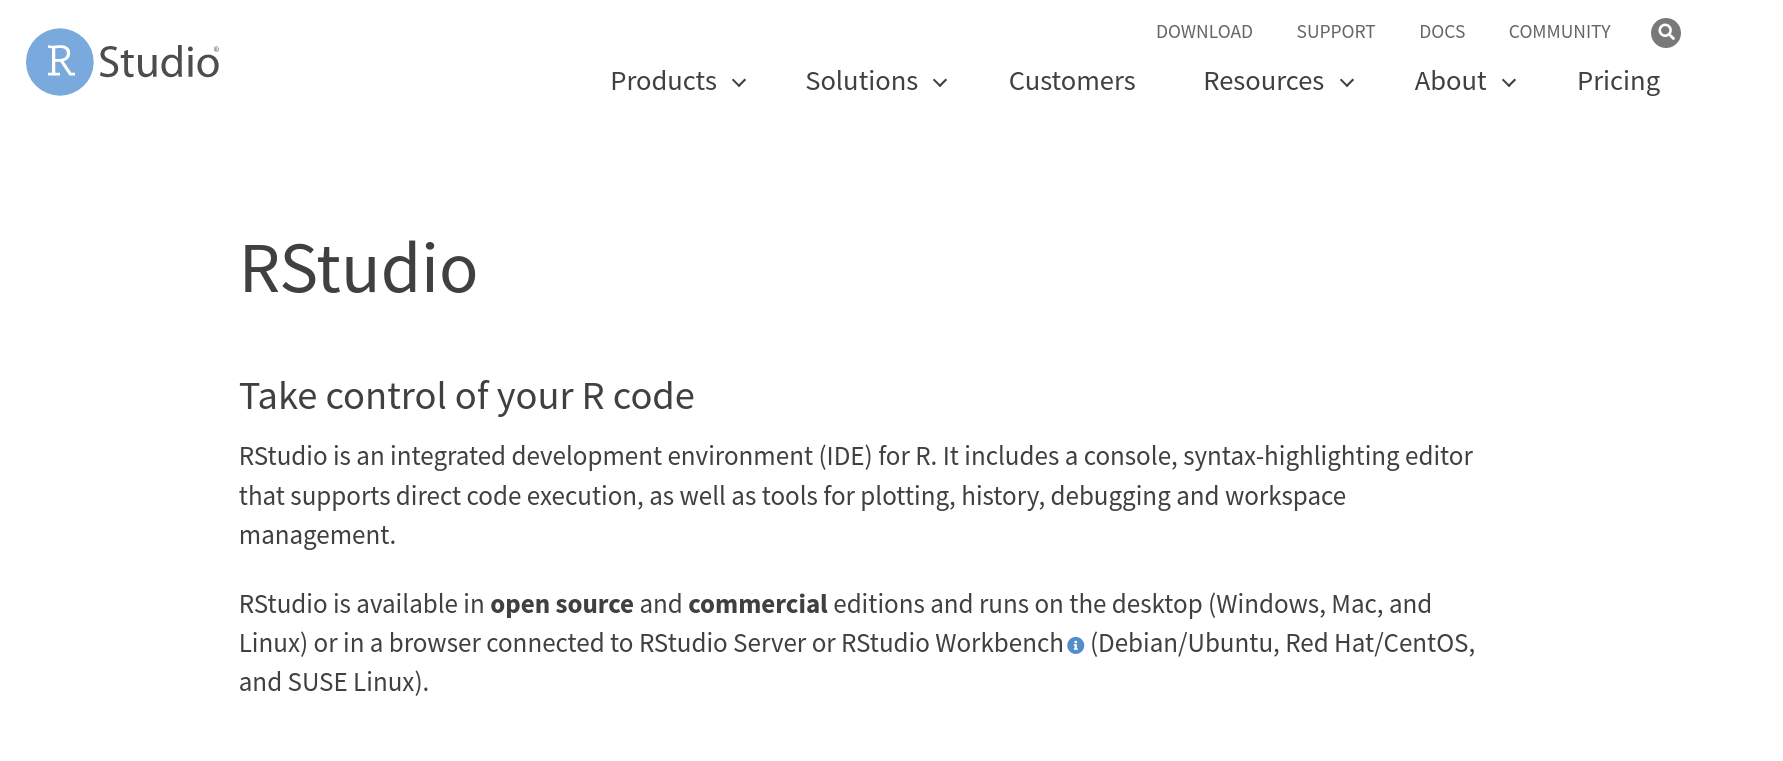 DOWNLOAD SUPPORT DOCS COMMUNITY
R Studio®
Products Solutions Customers Resources About Pricing
RStudio
Take control of your R code
RStudio is an integrated development environment (IDE) for R. It includes a console, syntax-highlighting editor
that supports direct code execution, as well as tools for plotting, history, debugging and workspace
management.
RStudio is available in open source and commercial editions and runs on the desktop (Windows, Mac, and
Linux) or in a browser connected to RStudio Server or RStudio Workbench (Debian/Ubuntu, Red Hat/CentOS,
and SUSE Linux).